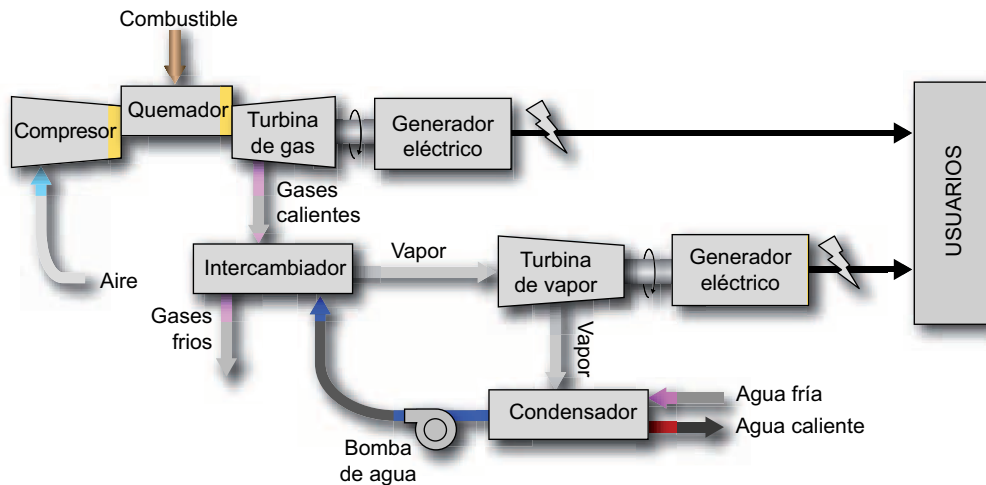 Combustible
Compresor
Quemador
Turbina
de gas
Generador
eléctrico
USUARIOS
Gases
calientes
Aire
Intercambiador
Vapor
Turbina
de vapor
Generador
eléctrico
Gases
frios
Vapor
Condensador
Agua fría
Agua caliente
Bomba
de agua